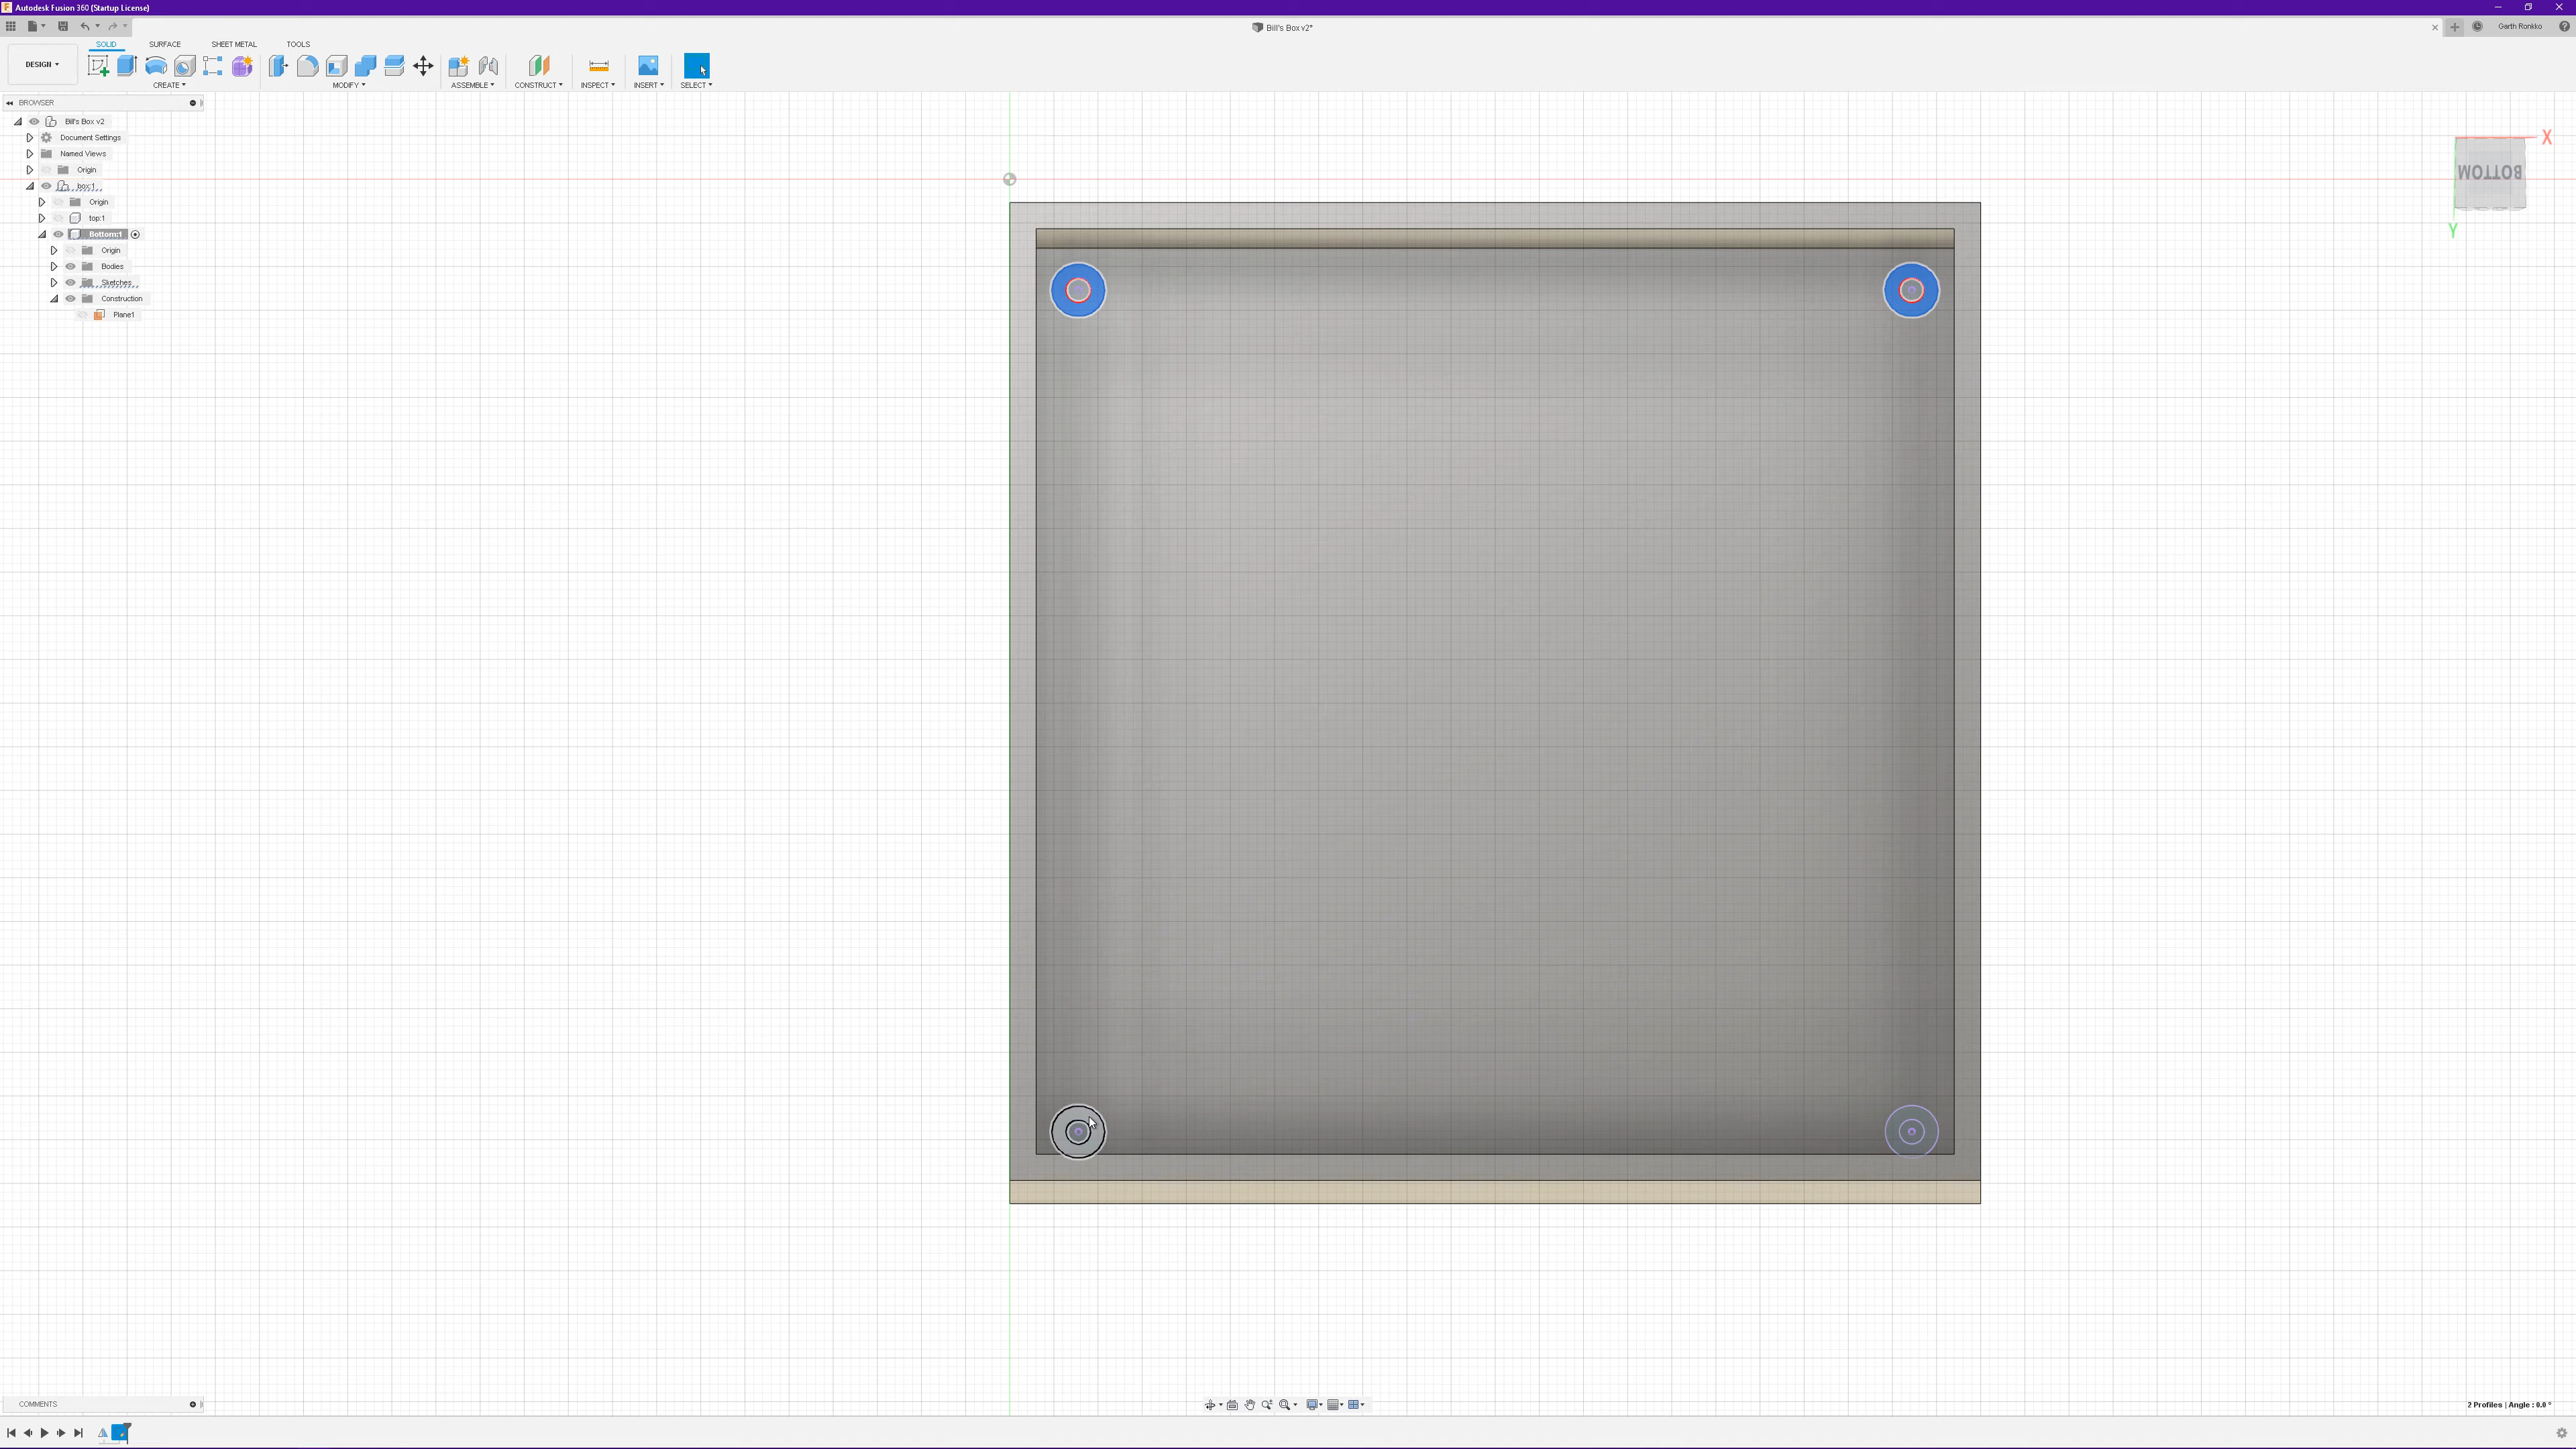 Autodesk Fusion 360 (Startup License)
Bill's Box v2*
Garth Ronkko
SOLID SURFACE SHEET METAL TOOLS
DESIGN
CREATE MODIFY ASSEMBLE CONSTRUCT INSPECT INSERT SELECT
BROWSER
Bill's Box v2
Document Settings
Named Views
Origin
box:1
Origin
top:1
Bottom:1
Origin
Bodies
Sketches
Construction
Plane1
X
BOTTOM
Y
COMMENTS
2 Profiles | Angle : 0.0 °